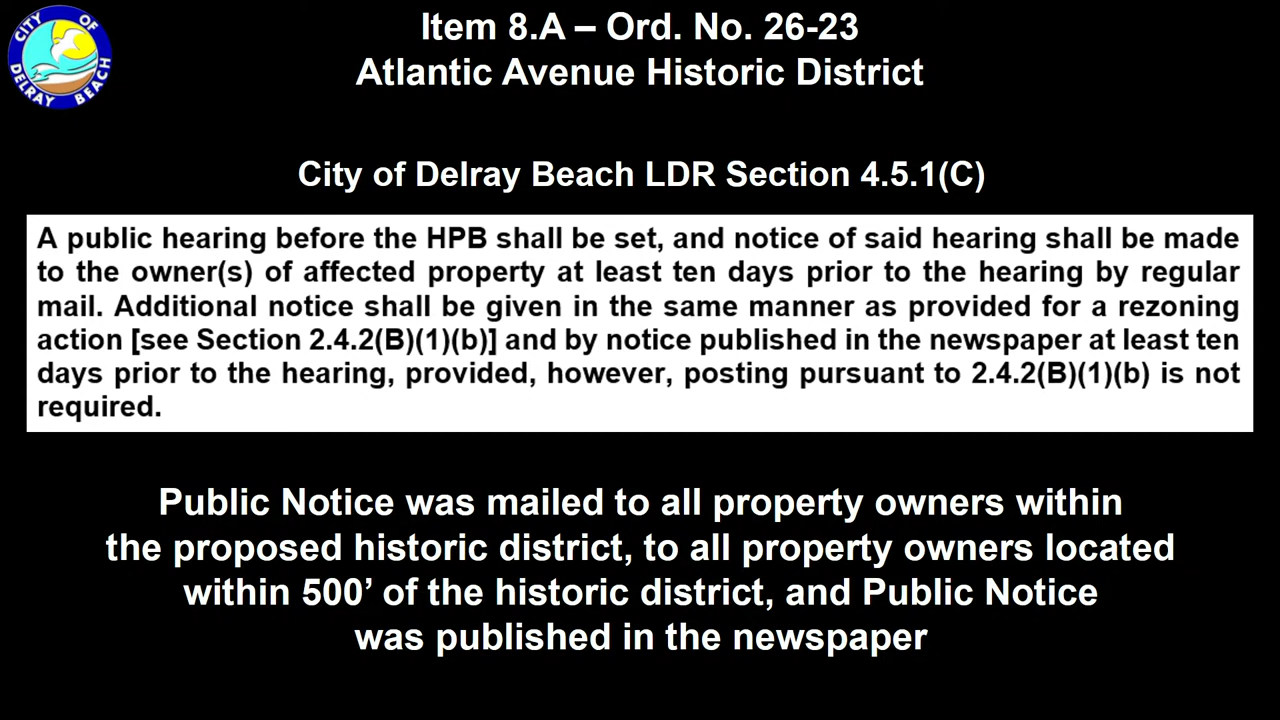 CITY OF
DELRAY BEACH
Item 8.A – Ord. No. 26-23
Atlantic Avenue Historic District
City of Delray Beach LDR Section 4.5.1(C)
A public hearing before the HPB shall be set, and notice of said hearing shall be made
to the owner(s) of affected property at least ten days prior to the hearing by regular
mail. Additional notice shall be given in the same manner as provided for a rezoning
action [see Section 2.4.2(B)(1)(b)] and by notice published in the newspaper at least ten
days prior to the hearing, provided, however, posting pursuant to 2.4.2(B)(1)(b) is not
required.
Public Notice was mailed to all property owners within
the proposed historic district, to all property owners located
within 500’ of the historic district, and Public Notice
was published in the newspaper